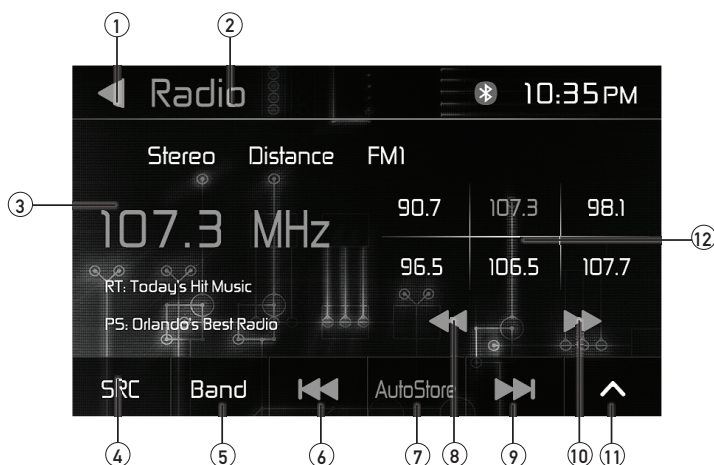 1 2
Radio 10:35 PM
Stereo Distance FM1
3
107.3 MHz
90.7 107.3 98.1
12
96.5 106.5 107.7
RT: Today's Hit Music
PS: Orlando's Best Radio
SRC Band AutoStore
4 5 6 7 8 9 10 11